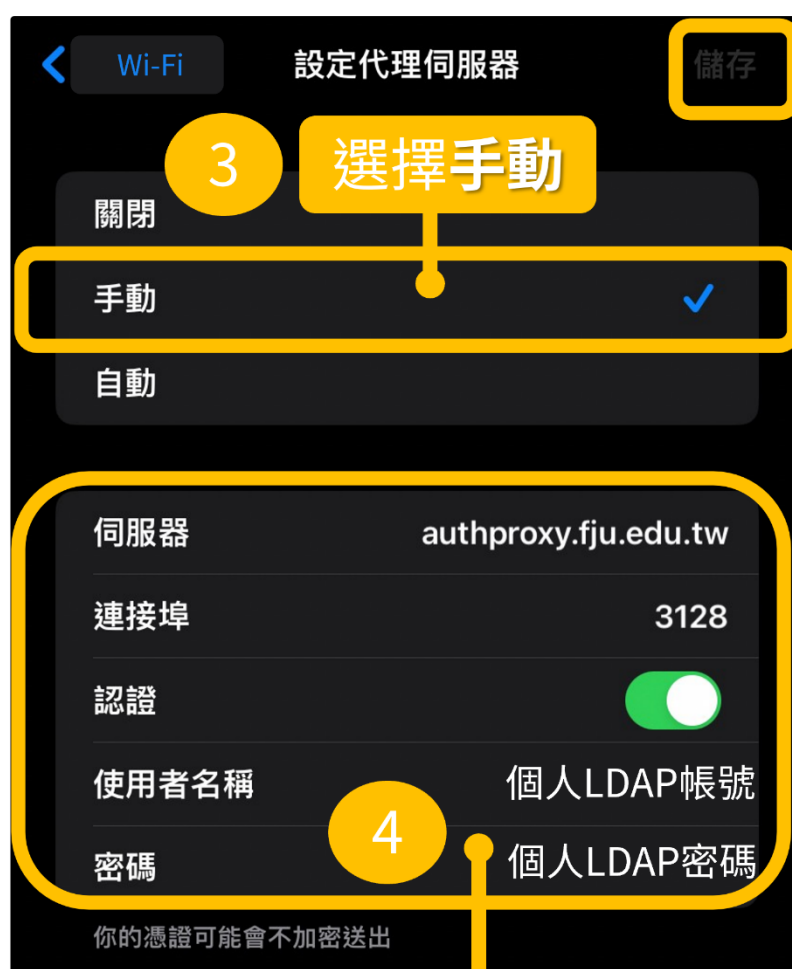 Wi-Fi 設定代理伺服器 儲存
3 選擇手動
關閉
手動
自動
伺服器 authproxy.fju.edu.tw
連接埠 3128
認證
使用者名稱 個人LDAP帳號
4
密碼 個人LDAP密碼
你的憑證可能會不加密送出